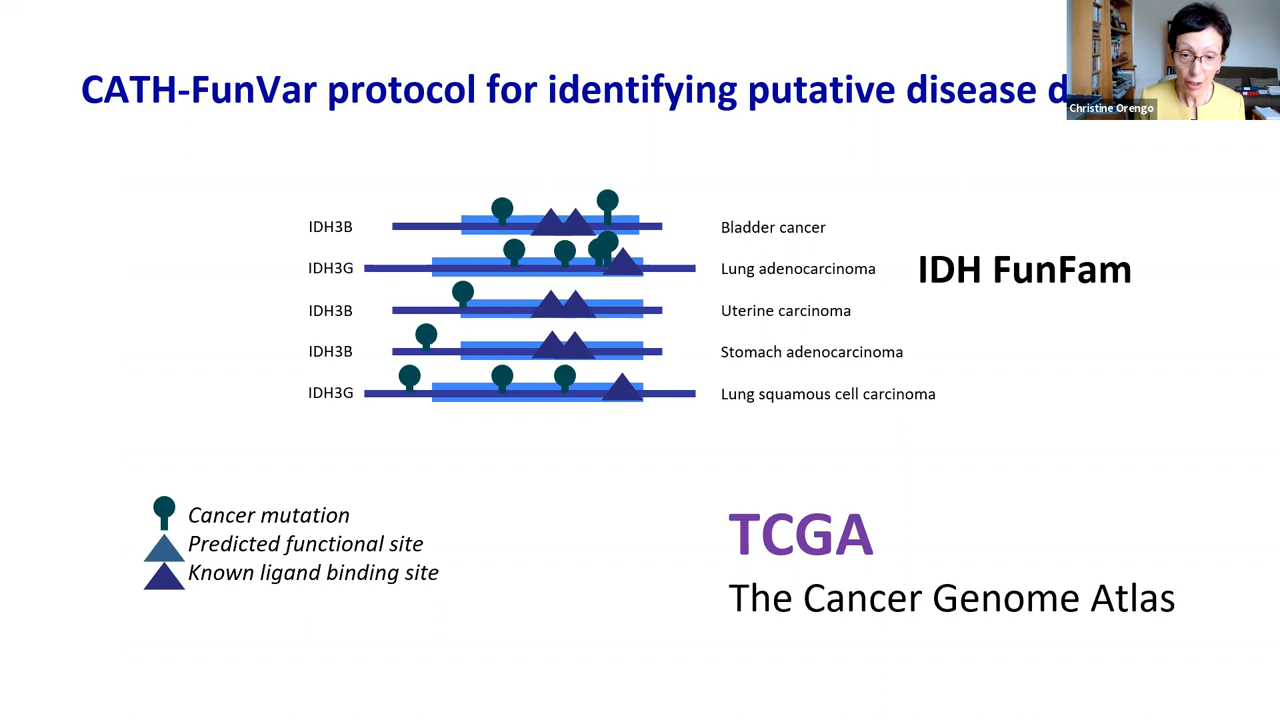 CATH-FunVar protocol for identifying putative disease d
Christine Orengo
IDH3B
Bladder cancer
IDH3G
Lung adenocarcinoma
IDH FunFam
IDH3B
Uterine carcinoma
IDH3B
Stomach adenocarcinoma
IDH3G
Lung squamous cell carcinoma
Cancer mutation
Predicted functional site
Known ligand binding site
TCGA
The Cancer Genome Atlas